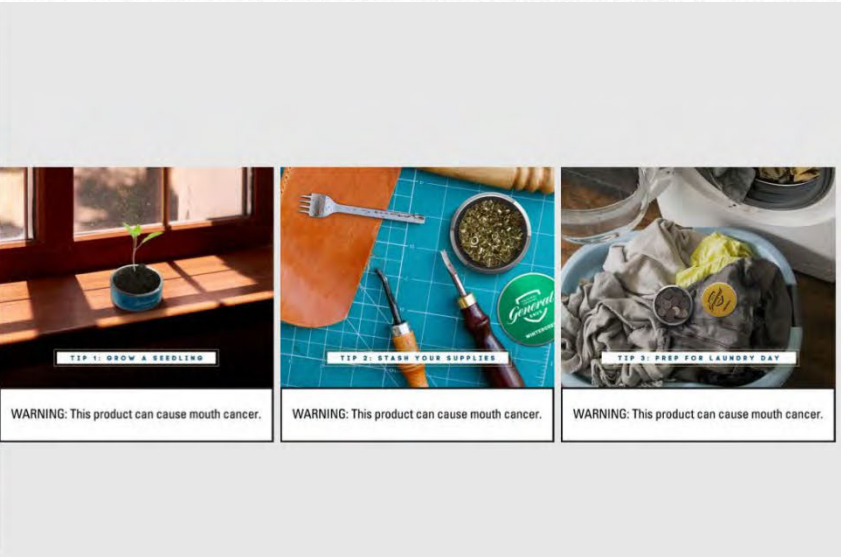 TIP 1: GROW A SEEDLING
WARNING: This product can cause mouth cancer.
General
TIP 2: STASH YOUR SUPPLIES
WARNING: This product can cause mouth cancer.
TIP 3: PREP FOR LAUNDRY DAY
WARNING: This product can cause mouth cancer.